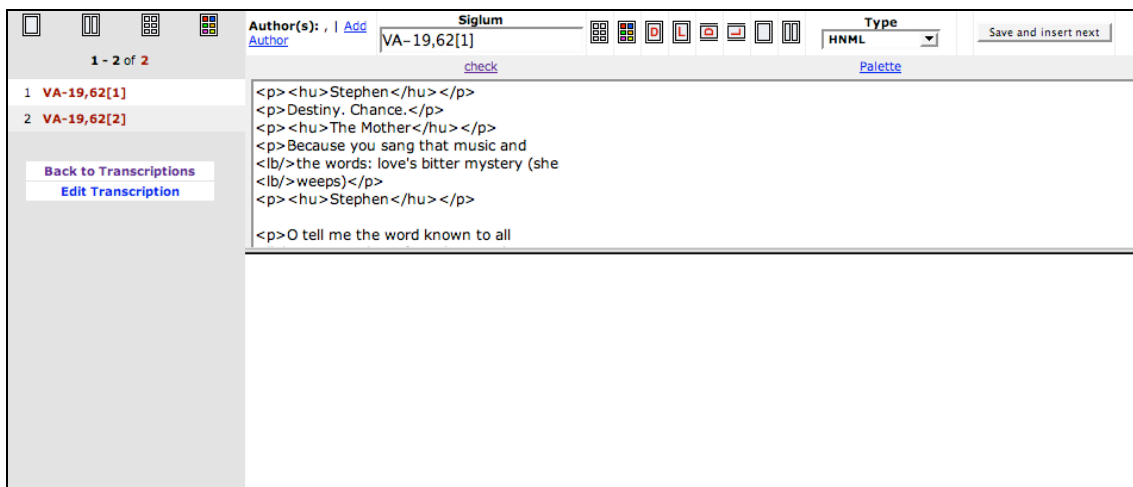 1 - 2 of 2
1 VA-19,62[1]
2 VA-19,62[2]
Back to Transcriptions
Edit Transcription
Author(s): , | Add
Author
Siglum
VA-19,62[1]
D L D L
Type
HNML
Save and insert next
check
Palette
<p><hu>Stephen</hu></p>
<p>Destiny. Chance.</p>
<p><hu>The Mother</hu></p>
<p>Because you sang that music and
<lb/>the words: love's bitter mystery (she
<lb/>weeps)</p>
<p><hu>Stephen</hu></p>
<p>O tell me the word known to all